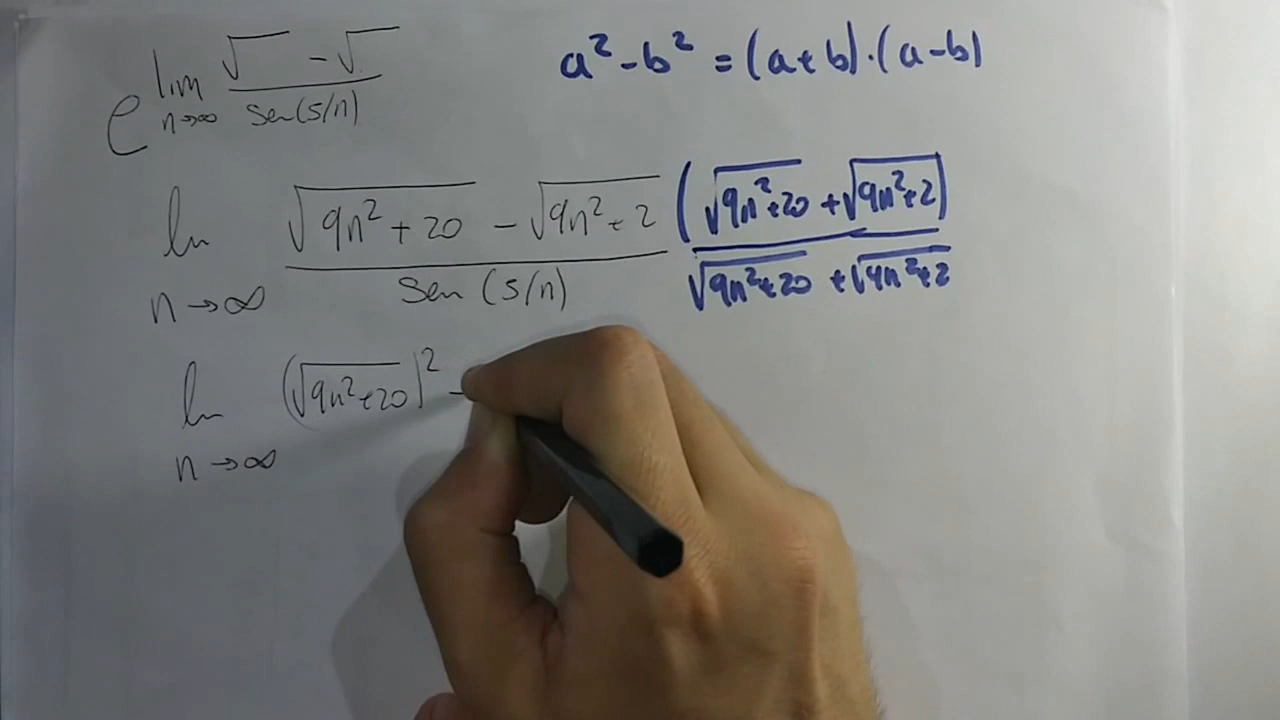 e^lim n→∞ (√ - √) / sen(5/n)
a² - b² = (a+b)·(a-b)
lim n→∞ (√(9n²+20) - √(9n²+2)) / sen(5/n) (√(9n²+20) + √(9n²+2)) / (√(9n²+20) + √(9n²+2))
lim n→∞ (√(9n²+20))² -